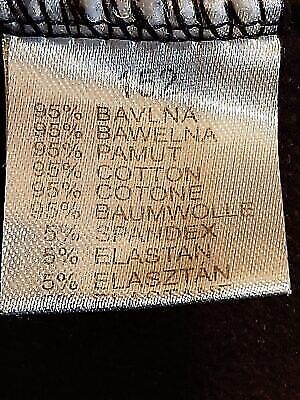 95% BAVLNA
95% BAWELNA
95% PAMUT
95% COTTON
95% COTONE
95% BAUMWOLLE
5% SPANDEX
5% ELASTAN
5% ELASZTAN